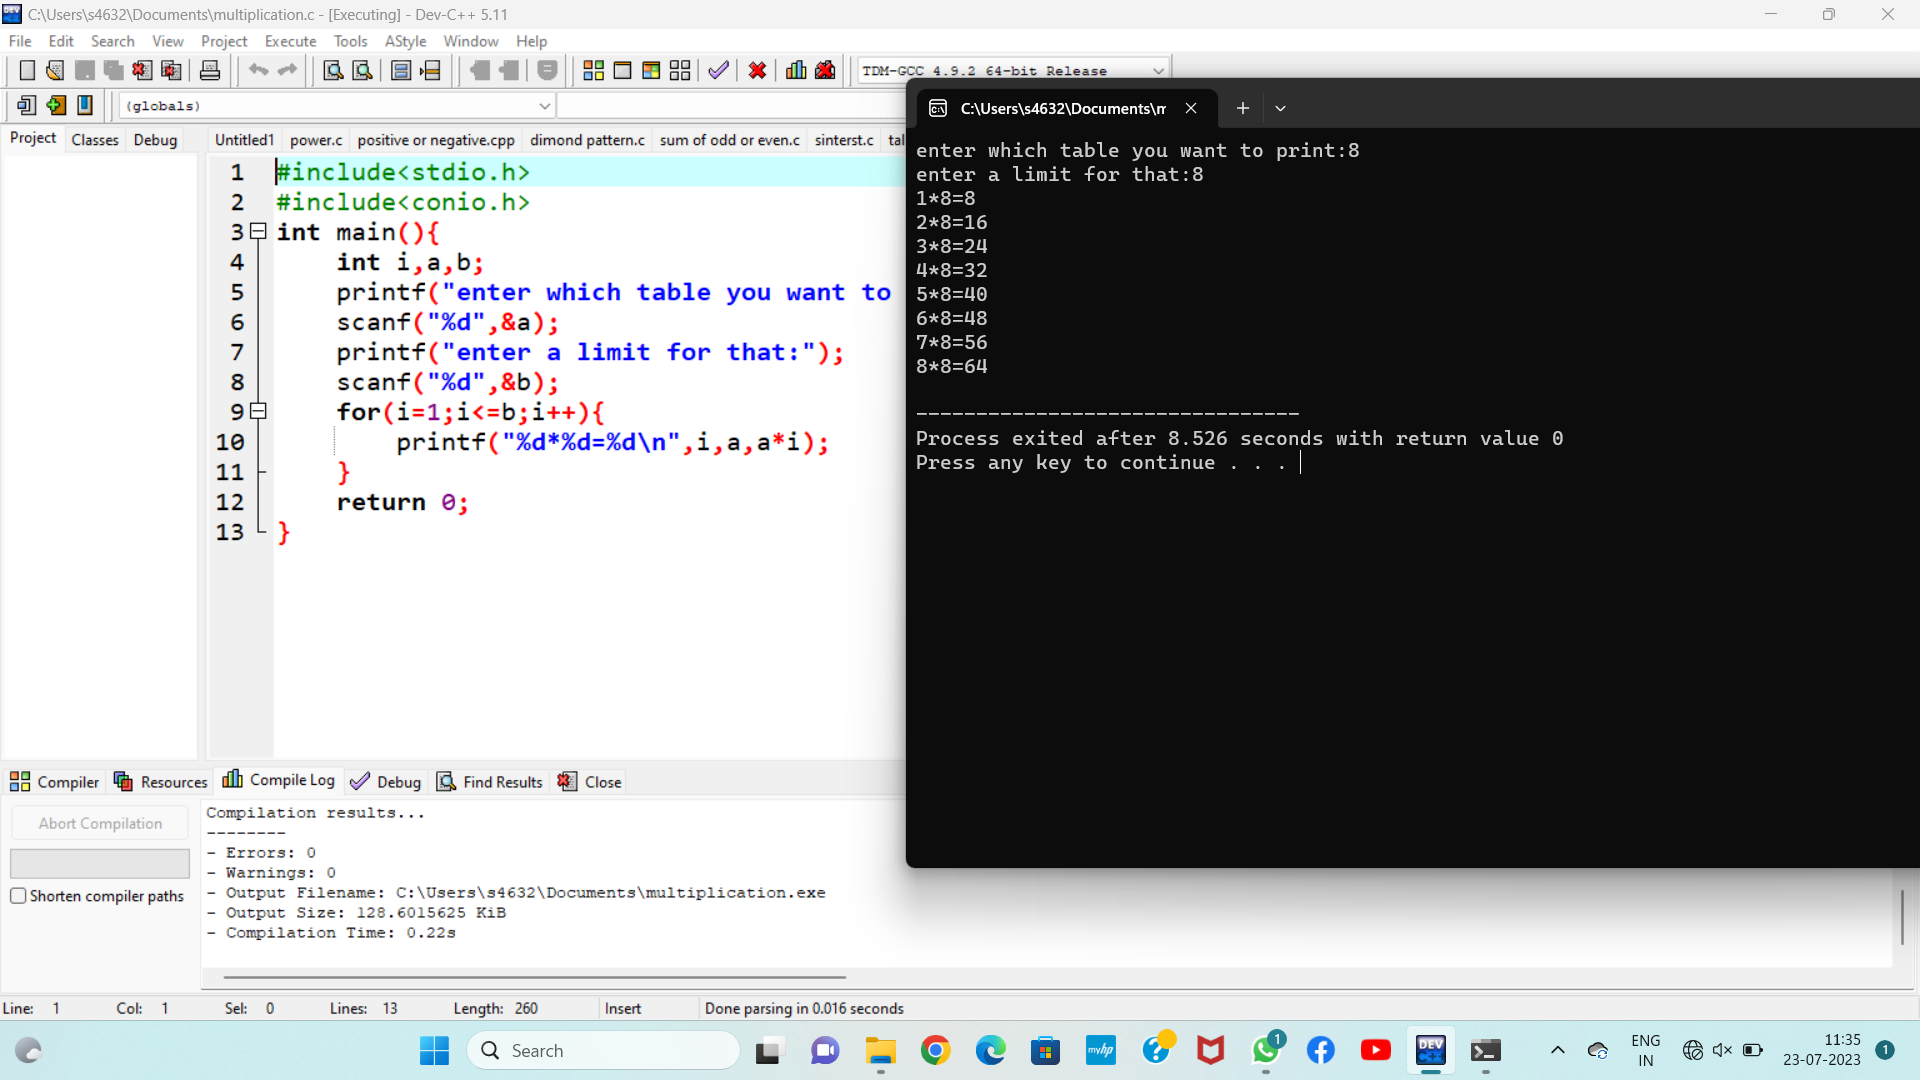 C:\Users\s4632\Documents\multiplication.c - [Executing] - Dev-C++ 5.11
File Edit Search View Project Execute Tools AStyle Window Help
TDM-GCC 4.9.2 64-bit Release
(globals)
Project Classes Debug
Untitled1 power.c positive or negative.cpp dimond pattern.c sum of odd or even.c sinterst.c tal
1 #include<stdio.h>
2 #include<conio.h>
3 int main(){
4 int i,a,b;
5 printf("enter which table you want to
6 scanf("%d",&a);
7 printf("enter a limit for that:");
8 scanf("%d",&b);
9 for(i=1;i<=b;i++){
10 printf("%d*%d=%d\n",i,a,a*i);
11 }
12 return 0;
13 }
C:\Users\s4632\Documents\m
enter which table you want to print:8
enter a limit for that:8
1*8=8
2*8=16
3*8=24
4*8=32
5*8=40
6*8=48
7*8=56
8*8=64
--------------------------------
Process exited after 8.526 seconds with return value 0
Press any key to continue . . .
Compiler Resources Compile Log Debug Find Results Close
Abort Compilation
Shorten compiler paths
Compilation results...
--------
- Errors: 0
- Warnings: 0
- Output Filename: C:\Users\s4632\Documents\multiplication.exe
- Output Size: 128.6015625 KiB
- Compilation Time: 0.22s
Line: 1 Col: 1 Sel: 0 Lines: 13 Length: 260 Insert Done parsing in 0.016 seconds
Search
myhp
1
DEV C++
ENG
IN
11:35
23-07-2023
1